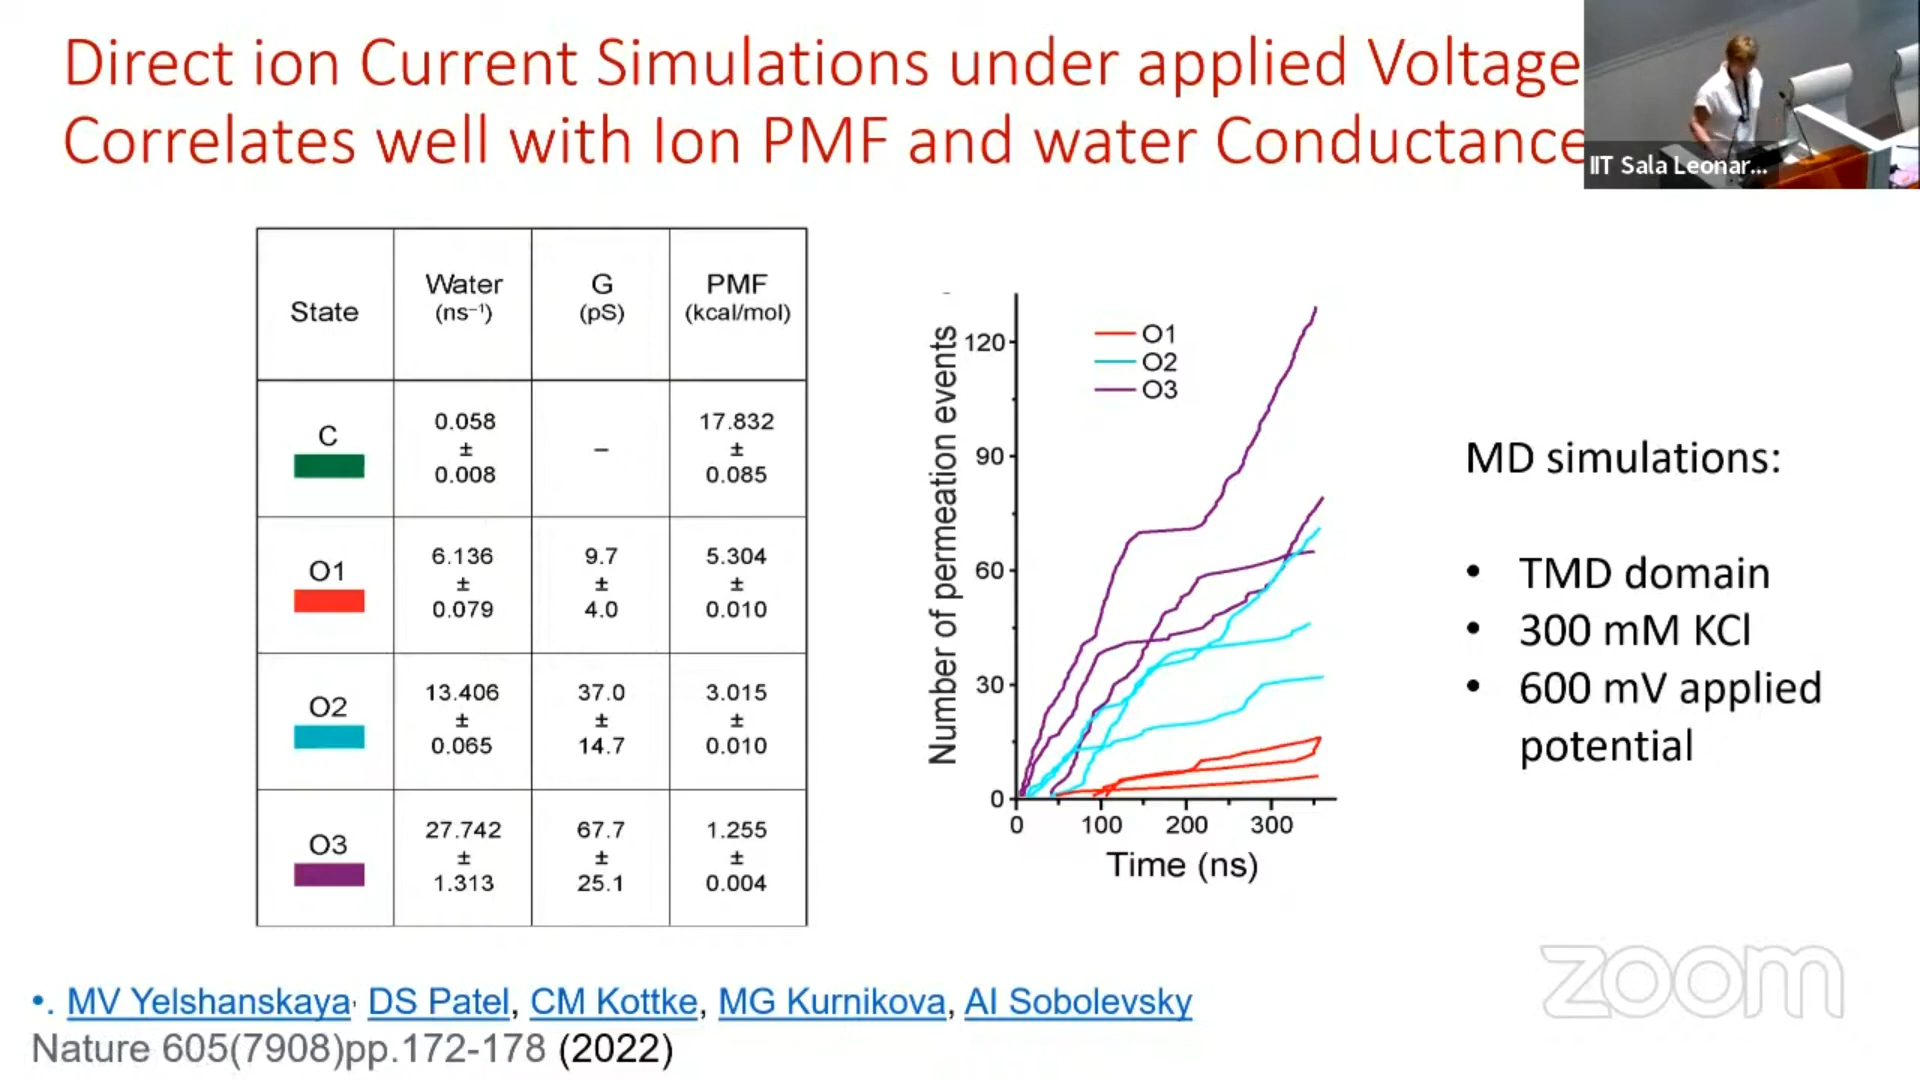 Direct ion Current Simulations under applied Voltage
Correlates well with Ion PMF and water Conductance
IIT Sala Leonar...
State
Water
(ns⁻¹)
G
(pS)
PMF
(kcal/mol)
C
0.058
±
0.008
–
17.832
±
0.085
O1
6.136
±
0.079
9.7
±
4.0
5.304
±
0.010
O2
13.406
±
0.065
37.0
±
14.7
3.015
±
0.010
O3
27.742
±
1.313
67.7
±
25.1
1.255
±
0.004
Number of permeation events
120
90
60
30
0
O1
O2
O3
0 100 200 300
Time (ns)
MD simulations:
• TMD domain
• 300 mM KCl
• 600 mV applied
potential
•. MV Yelshanskaya, DS Patel, CM Kottke, MG Kurnikova, AI Sobolevsky
Nature 605(7908)pp.172-178 (2022)
zoom